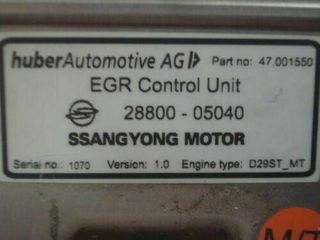 huberAutomotive AG Part no: 47.001550
EGR Control Unit
28800 - 05040
SSANGYONG MOTOR
Serial no.: 1070 Version: 1.0 Engine type: D29ST_MT
M/T